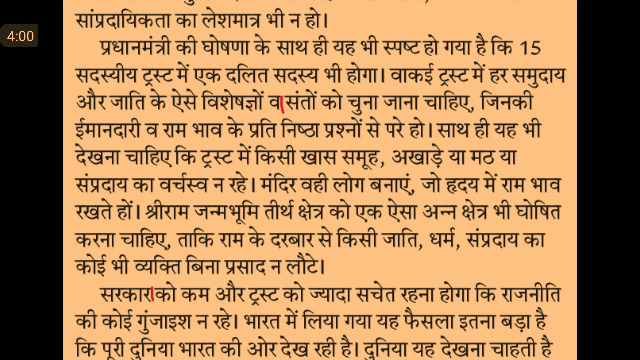 सांप्रदायिकता का लेशमात्र भी न हो।
4:00
प्रधानमंत्री की घोषणा के साथ ही यह भी स्पष्ट हो गया है कि 15
सदस्यीय ट्रस्ट में एक दलित सदस्य भी होगा। वाकई ट्रस्ट में हर समुदाय
और जाति के ऐसे विशेषज्ञों व संतों को चुना जाना चाहिए, जिनकी
ईमानदारी व राम भाव के प्रति निष्ठा प्रश्नों से परे हो। साथ ही यह भी
देखना चाहिए कि ट्रस्ट में किसी खास समूह, अखाड़े या मठ या
संप्रदाय का वर्चस्व न रहे। मंदिर वही लोग बनाएं, जो हृदय में राम भाव
रखते हों। श्रीराम जन्मभूमि तीर्थ क्षेत्र को एक ऐसा अन्न क्षेत्र भी घोषित
करना चाहिए, ताकि राम के दरबार से किसी जाति, धर्म, संप्रदाय का
कोई भी व्यक्ति बिना प्रसाद न लौटे।
सरकार को कम और ट्रस्ट को ज्यादा सचेत रहना होगा कि राजनीति
की कोई गुंजाइश न रहे। भारत में लिया गया यह फैसला इतना बड़ा है
कि पूरी दुनिया भारत की ओर देख रही है। दुनिया यह देखना चाहती है